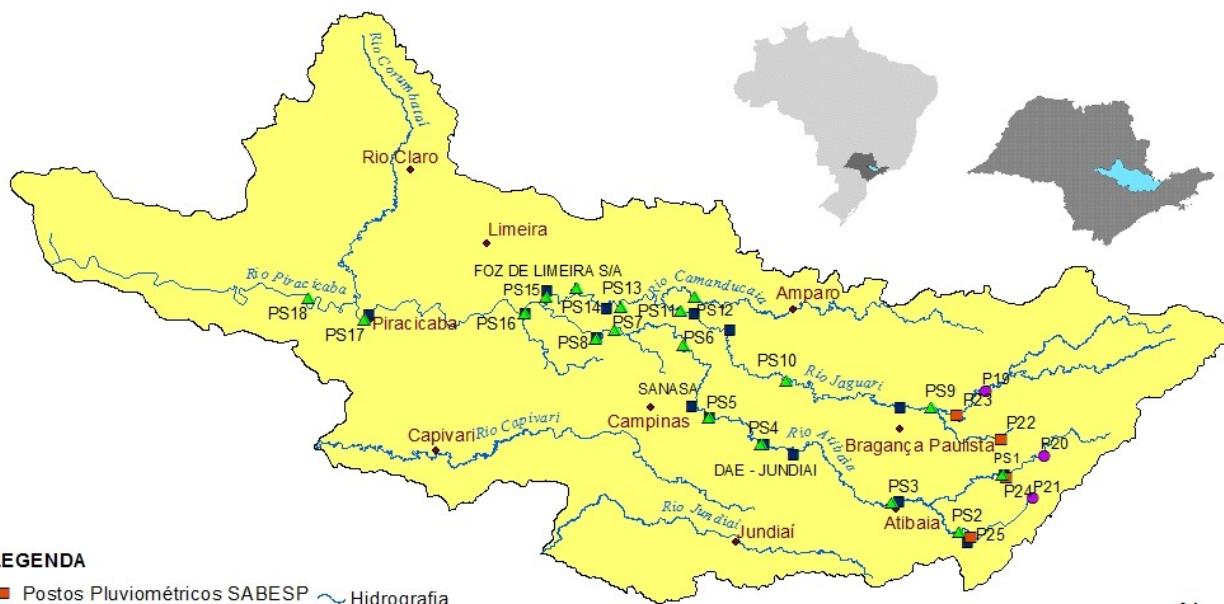 Rio Corumbataí
Rio Claro
Limeira
FOZ DE LIMEIRA S/A
Rio Camanducaia
Rio Piracicaba
PS15
PS13
Amparo
PS18
PS14
PS11
PS12
PS17
Piracicaba
PS16
PS7
PS8
PS6
PS10
Rio Jaguari
P19
SANASA
PS9
P23
PS5
Campinas
Rio Capivari
Capivari
P22
Bragança Paulista
PS4
Rio Atibaia
P20
DAE - JUNDIAI
PS1
P24
P21
PS3
Atibaia
PS2
P25
Rio Jundiaí
Jundiaí
LEGENDA
Postos Pluviométricos SABESP
Hidrografia